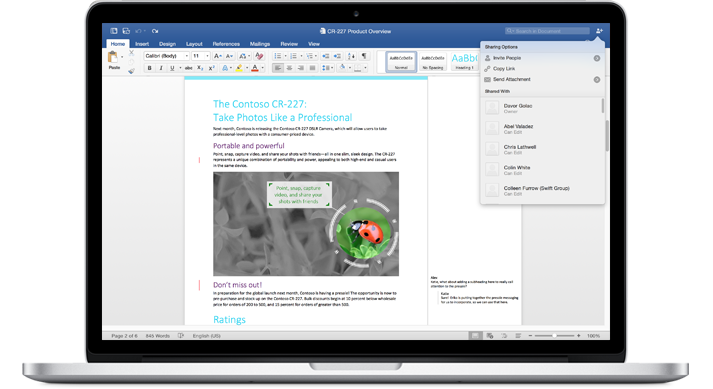 CR-227 Product Overview
Search in Document
Home Insert Design Layout References Mailings Review View
Sharing Options
Calibri (Body) 11
Paste
AaBbCcDdEe AaBbCcDdEe AaBbC
Normal No Spacing Heading 1
Invite People
Copy Link
Send Attachment
Shared With
Davor Golac
Owner
Abel Valadez
Can Edit
Chris Lathwell
Can Edit
Colin White
Can Edit
Colleen Furrow (Swift Group)
Can Edit
The Contoso CR-227:
Take Photos Like a Professional
Next month, Contoso is releasing the Contoso CR-227 DSLR Camera, which will allow users to take
professional-level photos with a consumer-priced device.
Portable and powerful
Point, snap, capture, video, and share your shots with friends—all in one slim, sleek design. The CR-227
represents a unique combination of portability and power, appealing to both high-end and casual users
in the same device.
Point, snap, capture
video, and share your
shots with friends
Don't miss out!
In preparation for the global launch next month, Contoso is having a presale! The opportunity is now to
pre-purchase and stock up on the Contoso CR-227. Bulk discounts begin at 10 percent below wholesale
price for orders of 200 to 500, and 15 percent for orders of greater than 500.
Ratings
Katie, what about adding a subheading here to really call
attention to the presale?
Katie
Sure! Erika is putting together the presale messaging
for us to incorporate, so we can use that here.
Page 2 of 6 845 Words English (US) 100%